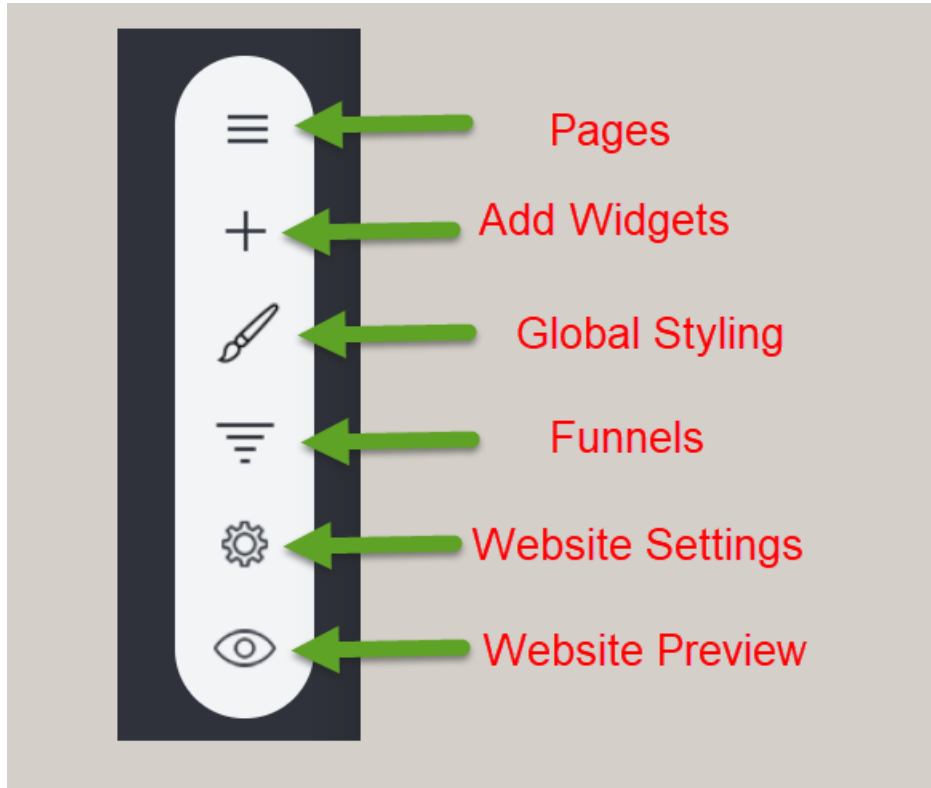 Pages
Add Widgets
Global Styling
Funnels
Website Settings
Website Preview